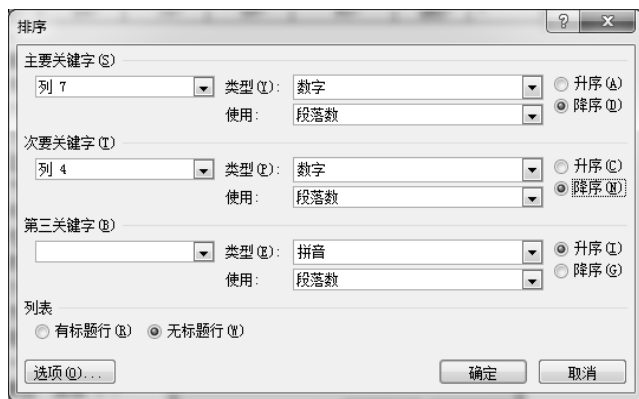 排序
主要关键字(S)
列 7 类型(Y): 数字 升序(A)
使用: 段落数 降序(D)
次要关键字(T)
列 4 类型(P): 数字 升序(C)
使用: 段落数 降序(N)
第三关键字(B)
类型(E): 拼音 升序(I)
使用: 段落数 降序(G)
列表
有标题行(R) 无标题行(W)
选项(O)... 确定 取消